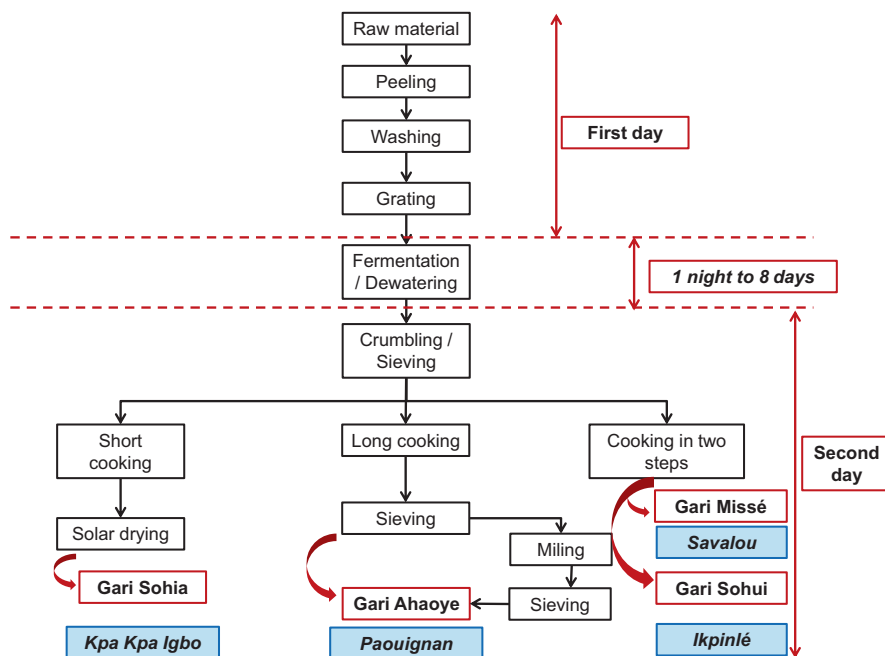 Raw material
Peeling
Washing
First day
Grating
Fermentation
/ Dewatering
1 night to 8 days
Crumbling /
Sieving
Short
cooking
Long cooking
Cooking in two
steps
Second
day
Solar drying
Sieving
Gari Missé
Miling
Savalou
Gari Sohia
Gari Ahaoye
Sieving
Gari Sohui
Kpa Kpa Igbo
Paouignan
Ikpinlé